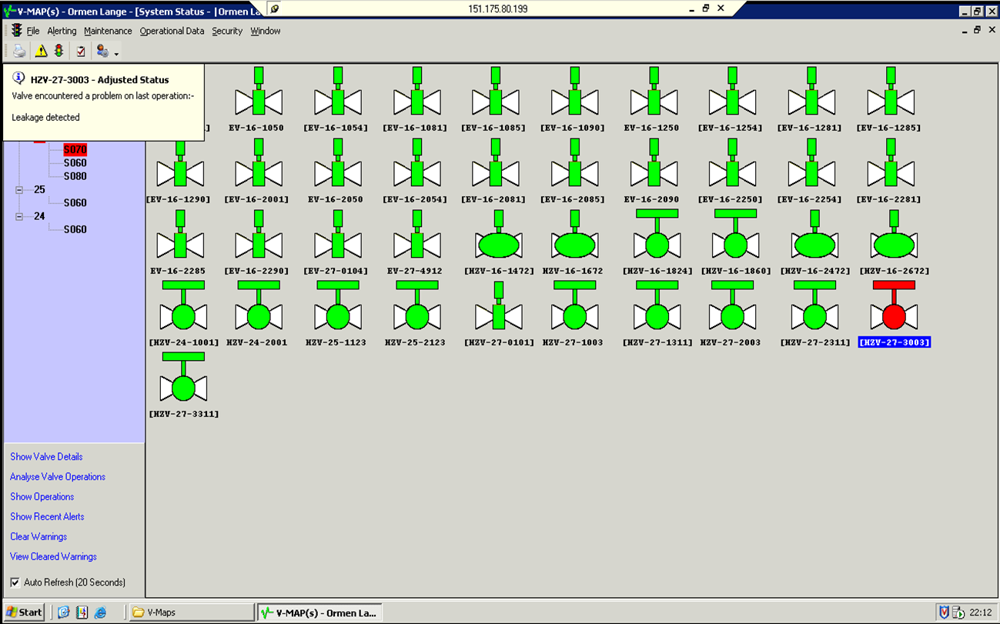 V-MAP(s) - Ormen Lange - [System Status - |Ormen La
151.175.80.199
File Alerting Maintenance Operational Data Security Window
HZV-27-3003 - Adjusted Status
Valve encountered a problem on last operation:-
Leakage detected
S070
S060
S080
25
S060
24
S060
EV-16-1050 [EV-16-1054] [EV-16-1081] [EV-16-1085] [EV-16-1090] EV-16-1250 [EV-16-1254] [EV-16-1281] [EV-16-1285]
[EV-16-1290] [EV-16-2001] EV-16-2050 [EV-16-2054] [EV-16-2081] [EV-16-2085] EV-16-2090 [EV-16-2250] [EV-16-2254] [EV-16-2281]
EV-16-2285 [EV-16-2290] [EV-27-0104] EV-27-4912 [HZV-16-1472] HZV-16-1672 [HZV-16-1824] [HZV-16-1860] [HZV-16-2472] [HZV-16-2672]
[HZV-24-1001] HZV-24-2001 HZV-25-1123 HZV-25-2123 [HZV-27-0101] HZV-27-1003 [HZV-27-1311] HZV-27-2003 [HZV-27-2311] [HZV-27-3003]
[HZV-27-3311]
Show Valve Details
Analyse Valve Operations
Show Operations
Show Recent Alerts
Clear Warnings
View Cleared Warnings
Auto Refresh (20 Seconds)
Start V-Maps V-MAP(s) - Ormen La... 22:12